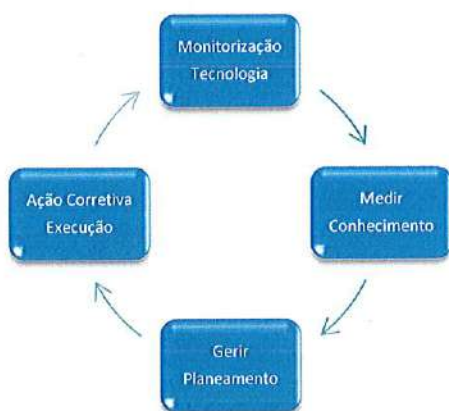 Monitorização
Tecnologia
Medir
Conhecimento
Gerir
Planeamento
Ação Corretiva
Execução